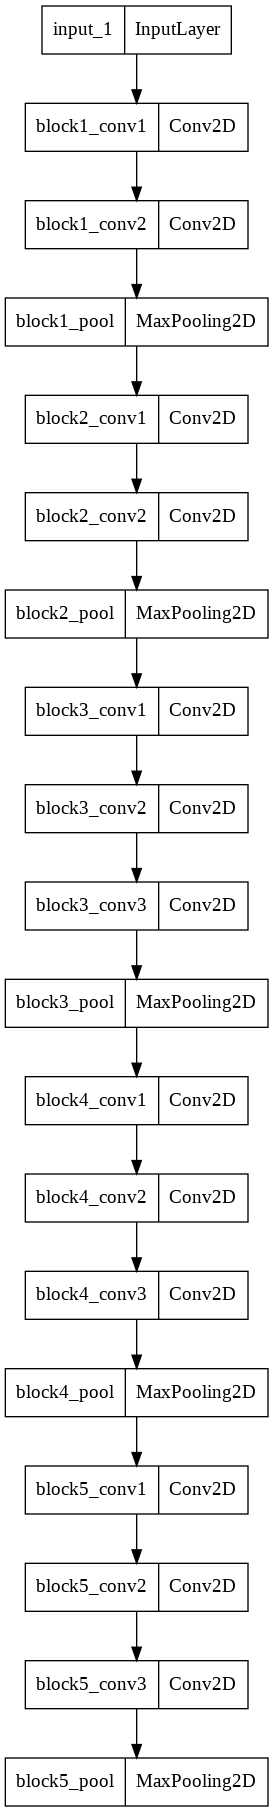 input_1 InputLayer
block1_conv1 Conv2D
block1_conv2 Conv2D
block1_pool MaxPooling2D
block2_conv1 Conv2D
block2_conv2 Conv2D
block2_pool MaxPooling2D
block3_conv1 Conv2D
block3_conv2 Conv2D
block3_conv3 Conv2D
block3_pool MaxPooling2D
block4_conv1 Conv2D
block4_conv2 Conv2D
block4_conv3 Conv2D
block4_pool MaxPooling2D
block5_conv1 Conv2D
block5_conv2 Conv2D
block5_conv3 Conv2D
block5_pool MaxPooling2D